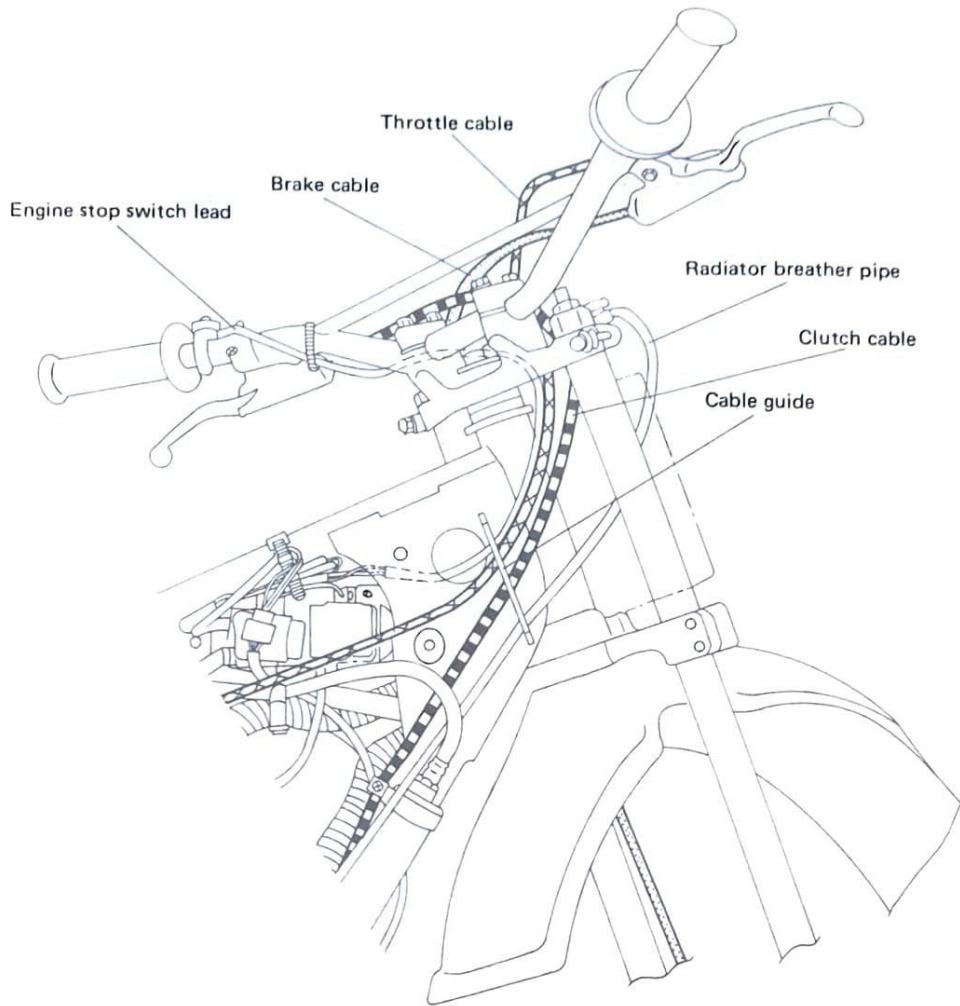 Throttle cable
Brake cable
Engine stop switch lead
Radiator breather pipe
Clutch cable
Cable guide